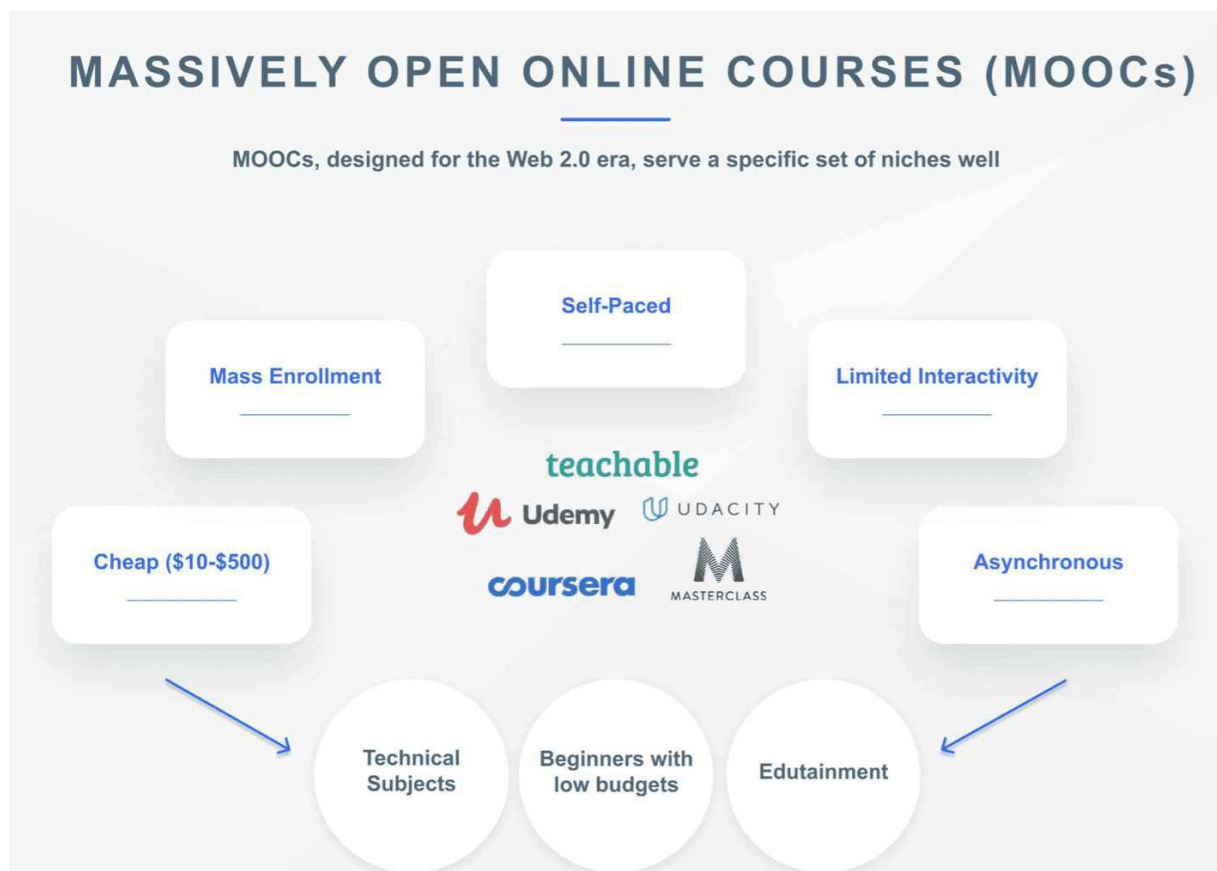 MASSIVELY OPEN ONLINE COURSES (MOOCs)
MOOCs, designed for the Web 2.0 era, serve a specific set of niches well
Self-Paced
Mass Enrollment
Limited Interactivity
teachable
Udemy
UDACITY
Cheap ($10-$500)
Asynchronous
coursera
MASTERCLASS
Technical
Subjects
Beginners with
low budgets
Edutainment